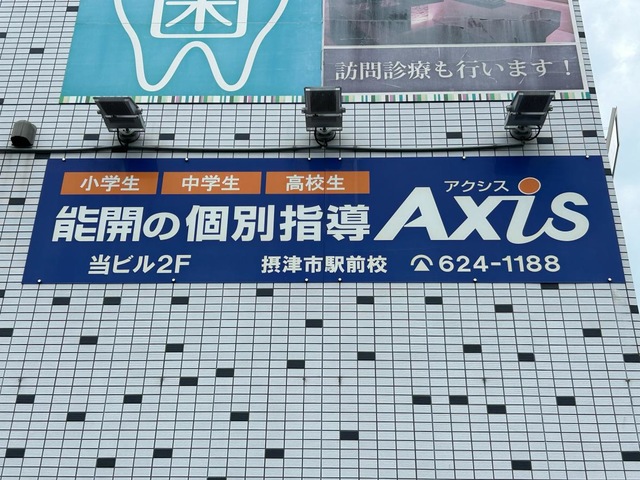 歯
訪問診療も行います!
小学生 中学生 高校生
能開の個別指導 アクシス Axis
当ビル2F 摂津市駅前校 ☎624-1188